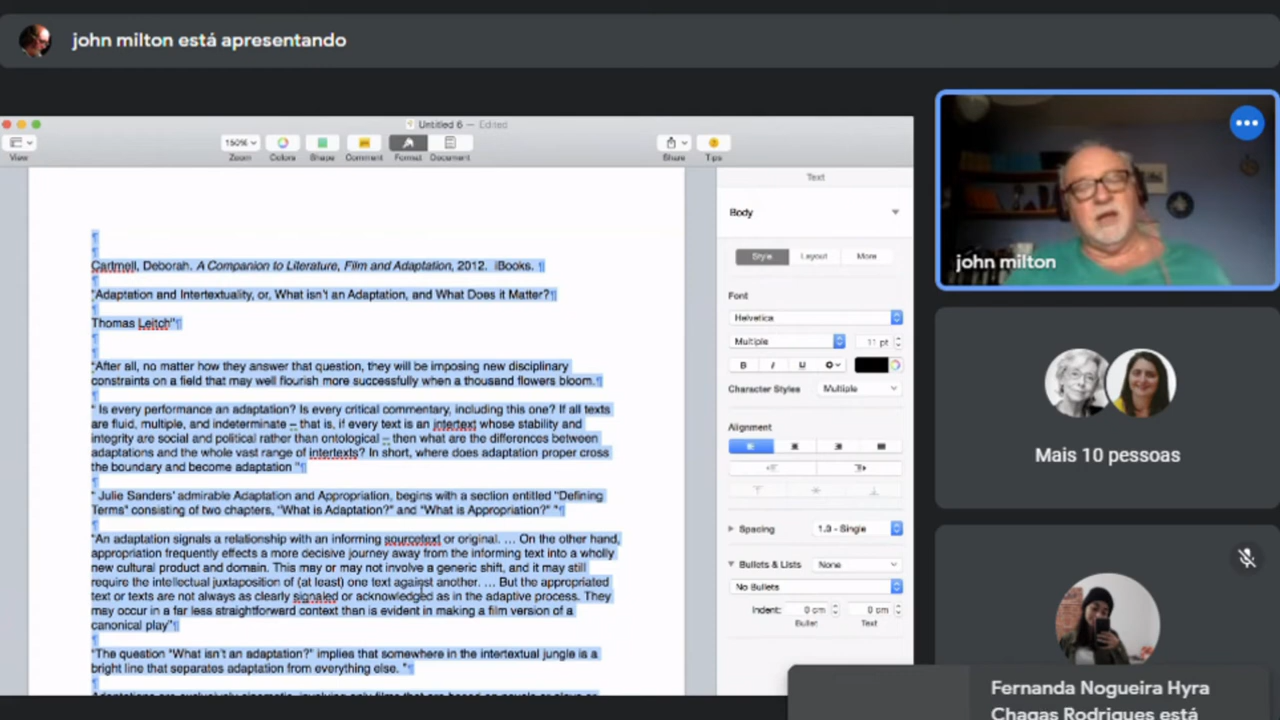 john milton está apresentando
Untitled 6 — Edited
150%
View
Zoom
Colors
Shape
Comment
Format
Document
Share
Tips
Cartmell, Deborah. A Companion to Literature, Film and Adaptation, 2012. iBooks. ¶
"Adaptation and Intertextuality, or, What isn't an Adaptation, and What Does it Matter?¶
Thomas Leitch"¶
"After all, no matter how they answer that question, they will be imposing new disciplinary
constraints on a field that may well flourish more successfully when a thousand flowers bloom.¶
" Is every performance an adaptation? Is every critical commentary, including this one? If all texts
are fluid, multiple, and indeterminate – that is, if every text is an intertext whose stability and
integrity are social and political rather than ontological – then what are the differences between
adaptations and the whole vast range of intertexts? In short, where does adaptation proper cross
the boundary and become adaptation "¶
" Julie Sanders' admirable Adaptation and Appropriation, begins with a section entitled "Defining
Terms" consisting of two chapters, "What is Adaptation?" and "What is Appropriation?" "¶
"An adaptation signals a relationship with an informing sourcetext or original. … On the other hand,
appropriation frequently effects a more decisive journey away from the informing text into a wholly
new cultural product and domain. This may or may not involve a generic shift, and it may still
require the intellectual juxtaposition of (at least) one text against another. … But the appropriated
text or texts are not always as clearly signaled or acknowledged as in the adaptive process. They
may occur in a far less straightforward context than is evident in making a film version of a
canonical play"¶
"The question "What isn't an adaptation?" implies that somewhere in the intertextual jungle is a
bright line that separates adaptation from everything else. "¶
Text
Body
Style
Layout
More
Font
Helvetica
Multiple
11 pt
B I U
Character Styles
Multiple
Alignment
Spacing
1.0 - Single
Bullets & Lists
None
No Bullets
Indent:
0 cm
0 cm
Bullet
Text
john milton
Mais 10 pessoas
Fernanda Nogueira Hyra
Chagas Rodrigues está